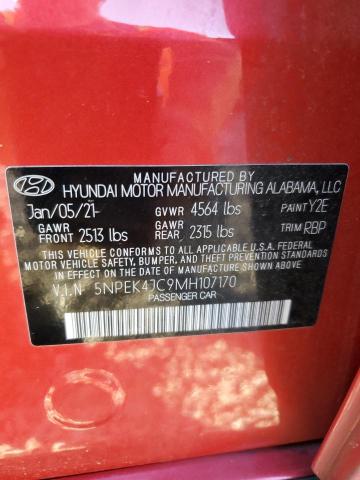 MANUFACTURED BY
HYUNDAI MOTOR MANUFACTURING ALABAMA, LLC
Jan/05/21- GVWR 4564 lbs PAINT Y2E
GAWR FRONT 2513 lbs GAWR REAR 2315 lbs TRIM RBP
THIS VEHICLE CONFORMS TO ALL APPLICABLE FEDERAL
MOTOR VEHICLE SAFETY, BUMPER, AND THEFT PREVENTION
STANDARDS IN EFFECT ON THE DATE OF MANUFACTURE SHOWN ABOVE.
V.I.N 5NPEK4JC9MH107170
PASSENGER CAR